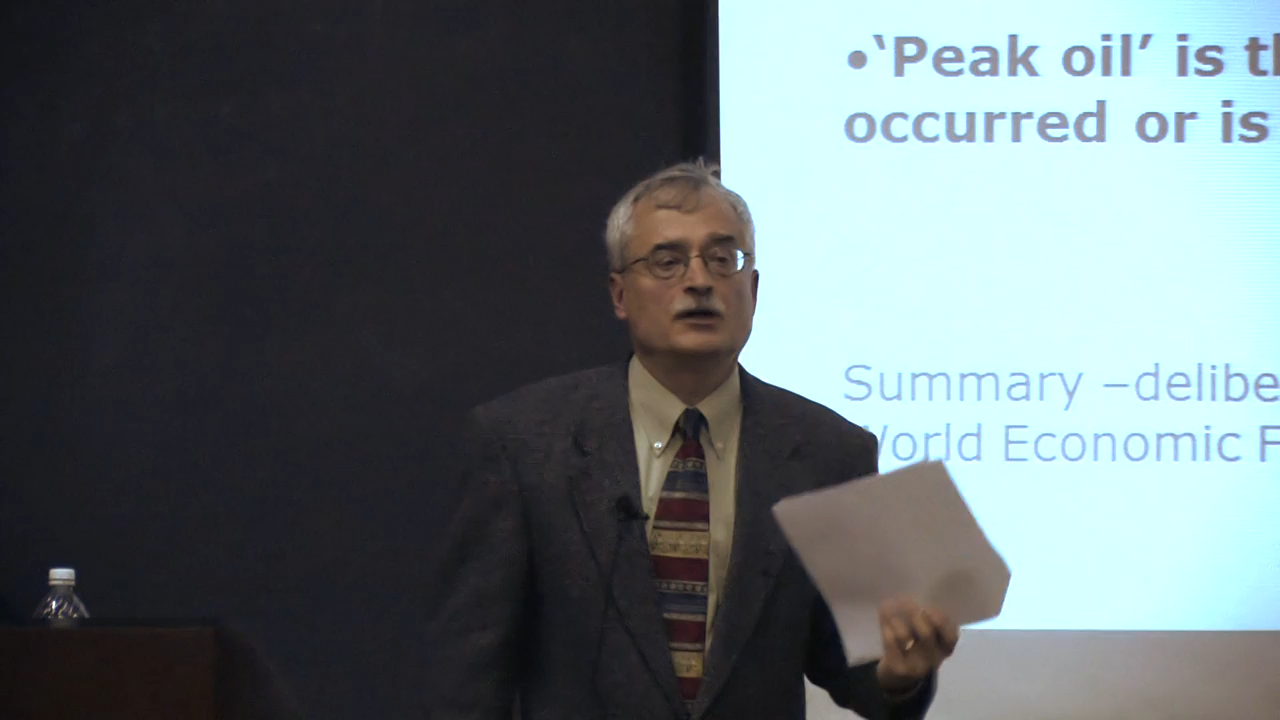 •‘Peak oil’ is th
occurred or is
Summary –delibe
World Economic F